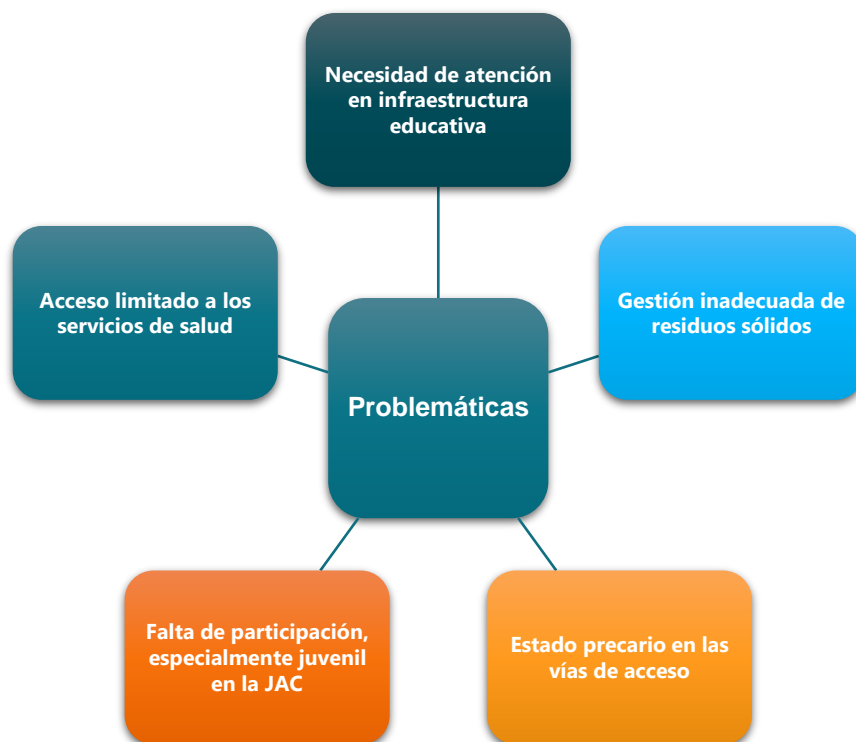 Necesidad de atención
en infraestructura
educativa
Acceso limitado a los
servicios de salud
Gestión inadecuada de
residuos sólidos
Problemáticas
Falta de participación,
especialmente juvenil
en la JAC
Estado precario en las
vías de acceso